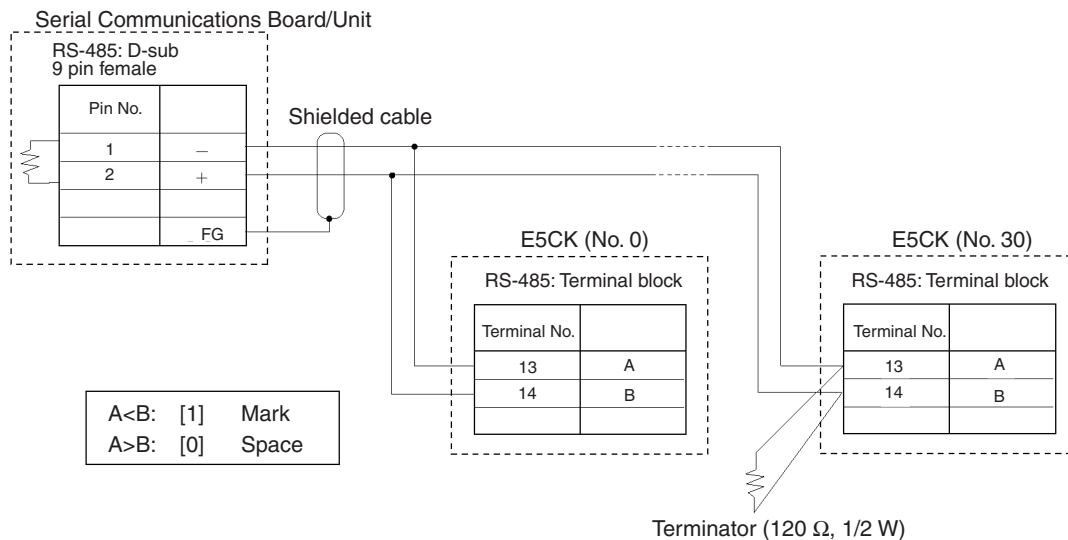 Serial Communications Board/Unit
RS-485: D-sub
9 pin female
Pin No.
1 –
2 +
FG
Shielded cable
E5CK (No. 0)
RS-485: Terminal block
Terminal No.
13 A
14 B
E5CK (No. 30)
RS-485: Terminal block
Terminal No.
13 A
14 B
A<B: [1] Mark
A>B: [0] Space
Terminator (120 Ω, 1/2 W)